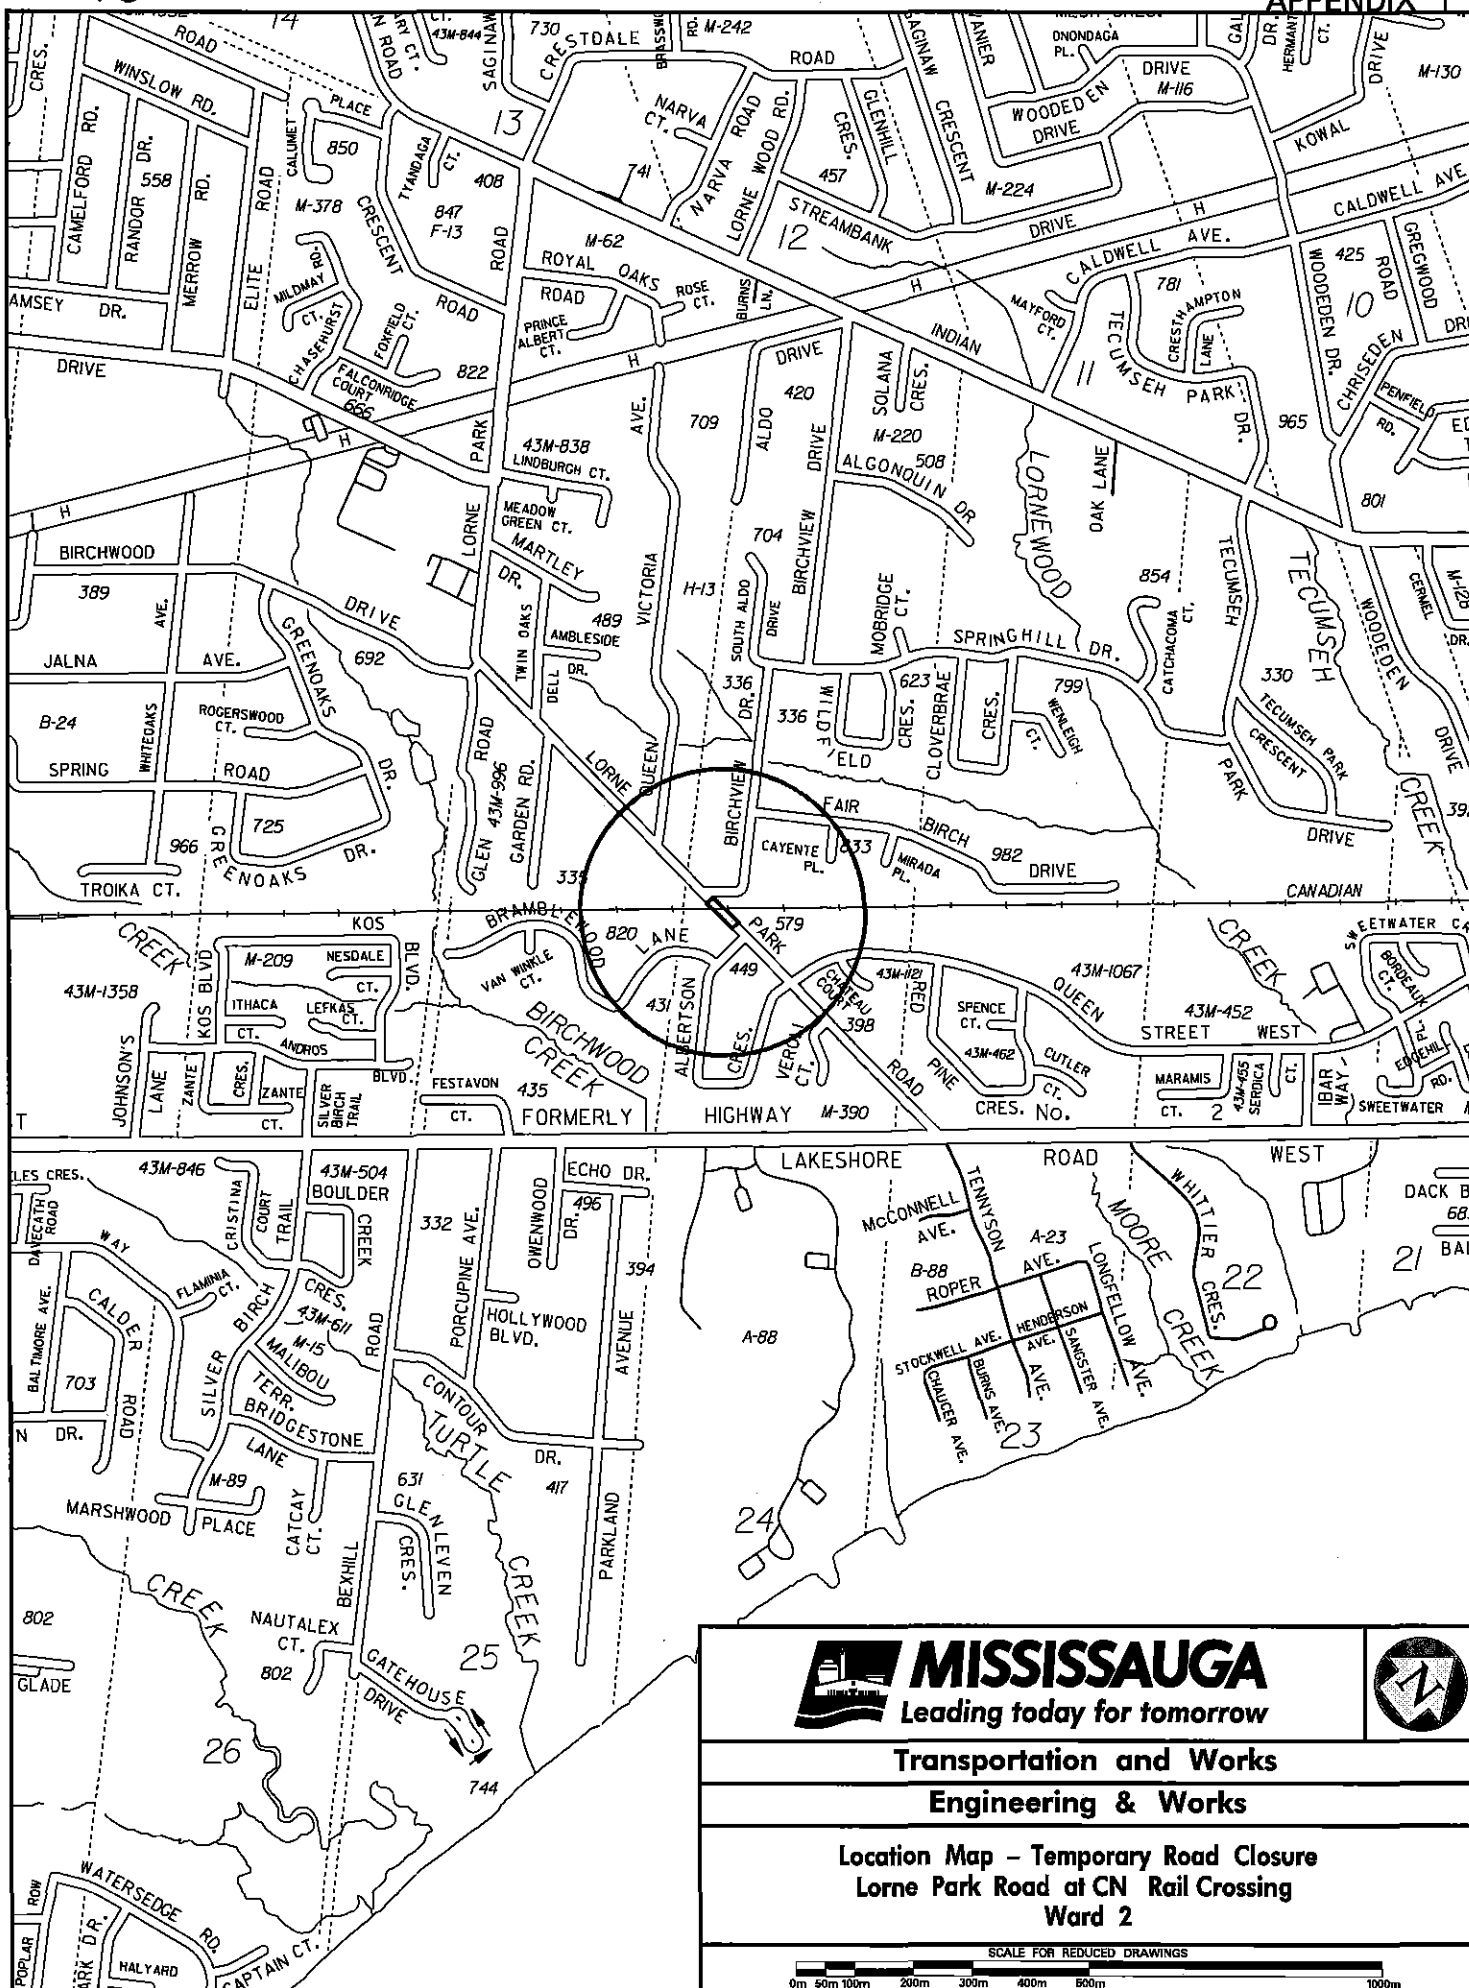 APPENDIX 1
14
CRES.
ROAD
43M-844
SAGINAW
730
CRESTDALE
ROAD
RD.
M-242
SAGINAW
CRESCENT
ONONDAGA
PL.
DRIVE
M-116
DR.
HERMANT
CT.
DRIVE
M-130
WINSLOW RD.
CALUMET
PLACE
850
TYANDAGA
CT.
408
13
NARVA
CT.
NARVA ROAD
LORNE WOOD RD.
CRES.
GLENHILL
WOODEDEN
DRIVE
KOWAL
CAMELFORD RD.
RANDOR DR.
558
MERROW RD.
ELITE ROAD
M-378
CRESCENT
847
F-13
ROAD
741
457
M-224
STREAMBANK
DRIVE
12
H
CALDWELL AVE.
CALDWELL AVE
M-62
ROYAL OAKS
ROAD
ROSE
CT.
BURNS
LN.
H
MAYFORD
CT.
781
CRESTHAMPTON
LANE
425
ROAD
GREGWOOD
10
WOODEDEN DR.
MILDMAY RD.
CT.
CHASEHURST
FOXFIELD
CT.
ROAD
PRINCE
ALBERT
CT.
INDIAN
TECUMSEH PARK DR.
11
CHRISEDEN
AMSEY DR.
DRIVE
FALCONRIDGE
COURT
666
822
H
DRIVE
420
SOLANA
CRES.
965
PENFIELD
RD.
H
PARK
43M-838
LINDBURGH CT.
AVE.
709
ALDO
DRIVE
M-220
508
ALGONQUIN DR
OAK LANE
801
H
MEADOW
GREEN CT.
LORNE
MARTLEY
DR.
704
BIRCHVIEW
LORNEWOOD
854
TECUMSEH
TECUMSEH
CERMEL
DR.
M-128
BIRCHWOOD
389
AVE.
DRIVE
TWIN OAKS
489
AMBLESIDE
DR.
DELL
VICTORIA
H-13
SOUTH ALDO
DRIVE
MOBRIDGE
CT.
SPRINGHILL DR.
CATCHACOMA
CT.
WOODEDEN
DRIVE
JALNA
AVE.
GREENOAKS
DR.
692
336
DR.
336
WILDFIELD
CRES.
623
CLOVERBRAE
CRES.
799
WENLEIGH
CT.
330
TECUMSEH PARK
CRESCENT
B-24
WHITEOAKS
ROGERSWOOD
CT.
SPRING
ROAD
GLEN
ROAD
43M-996
GARDEN RD.
LORNE
QUEEN
BIRCHVIEW
FAIR
BIRCH
DRIVE
PARK
DRIVE
CREEK
966
725
GREENOAKS
DR.
TROIKA CT.
335
CAYENTE
PL.
833
MIRADA
PL.
982
CANADIAN
CREEK
KOS
BLVD.
BRAMBLEWOOD
LANE
820
VAN WINKLE
CT.
PARK
579
449
CREEK
SWEETWATER
BORDEAUX
CT.
43M-1358
KOS BLVD
M-209
NESDALE
CT.
ITHACA
CT.
LEFKAS
CT.
ANDROS
BLVD.
431
ALBERTSON
CRES.
43M-1121
CHATEAU
COURT
398
VEROLI
CT.
RED
PINE
CRES.
43M-1067
QUEEN
STREET
WEST
43M-452
SPENCE
CT.
43M-462
CUTLER
CT.
EDGEHILL
PL.
RD.
JOHNSON'S
LANE
ZANTE
CRES.
ZANTE
CT.
SILVER
BIRCH
TRAIL
BIRCHWOOD
CREEK
FESTAVON
CT.
435
ROAD
MARAMIS
CT.
43M-455
SERDICA
CT.
IBAR
WAY
SWEETWATER
FORMERLY
HIGHWAY
M-390
No.
2
LAKESHORE
ROAD
WEST
LES CRES.
DAVECATH
ROAD
43M-846
CRISTINA
COURT
TRAIL
43M-504
BOULDER
CREEK
CRES.
332
PORCUPINE AVE.
OWENWOOD
DR.
ECHO DR.
496
394
McCONNELL
AVE.
TENNYSON
AVE.
A-23
MOORE
CREEK
WHITTIER
CRES.
22
DACK B
68
21
WAY
FLAMINIA
CT.
BIRCH
SILVER
CALDER
ROAD
BALTIMORE AVE.
703
43M-611
M-15
MALIBOU
TERR.
ROAD
HOLLYWOOD
BLVD.
AVENUE
A-88
B-88
ROPER
AVE.
LONGFELLOW AVE.
HENDERSON
AVE.
STOCKWELL AVE.
SANGSTER AVE.
BURNS AVE.
CHAUCER AVE.
23
N DR.
BRIDGESTONE
LANE
CONTOUR
DR.
TURTLE
CREEK
417
M-89
MARSHWOOD
PLACE
CATCAY
CT.
631
GLENLEVEN
CRES.
PARKLAND
24
CREEK
802
GLADE
BEXHILL
NAUTALEX
CT.
802
GATEHOUSE
DRIVE
25
744
26
WATERSEDGE
RD.
ROW
POPLAR
HALYARD
CAPTAIN CT.
MISSISSAUGA
Leading today for tomorrow
N
Transportation and Works
Engineering & Works
Location Map – Temporary Road Closure
Lorne Park Road at CN Rail Crossing
Ward 2
SCALE FOR REDUCED DRAWINGS
0m 50m 100m 200m 300m 400m 500m 1000m